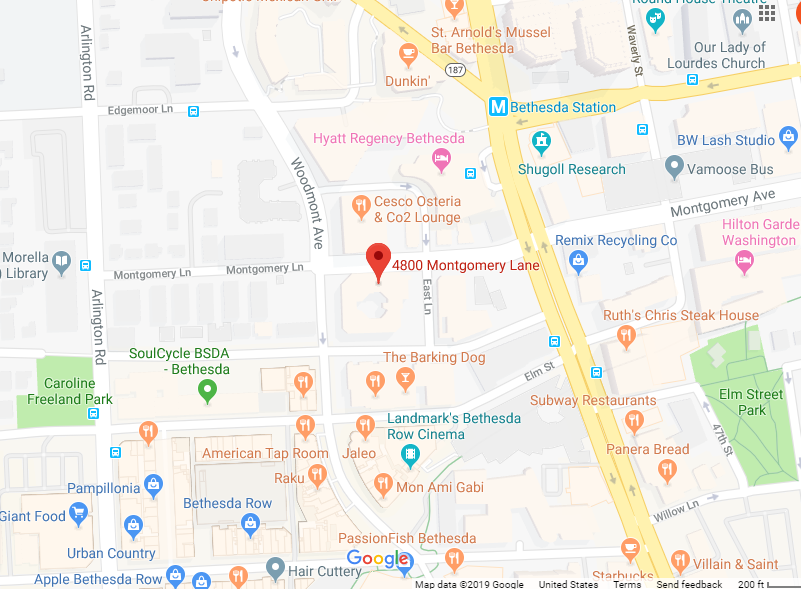 Chipotle Mexican Grill
Round House Theatre
St. Arnold's Mussel
Bar Bethesda
Waverly St
Our Lady of
Lourdes Church
Arlington Rd
Dunkin'
187
Edgemoor Ln
M
Bethesda Station
Hyatt Regency Bethesda
BW Lash Studio
Shugoll Research
Vamoose Bus
Woodmont Ave
Cesco Osteria
& Co2 Lounge
Montgomery Ave
Hilton Garde
Washington
Remix Recycling Co
Morella
) Library
Montgomery Ln
Montgomery Ln
4800 Montgomery Lane
East Ln
Arlington Rd
Ruth's Chris Steak House
SoulCycle BSDA
- Bethesda
The Barking Dog
Elm St
Caroline
Freeland Park
Elm Street
Park
Subway Restaurants
Landmark's Bethesda
Row Cinema
47th St
American Tap Room
Jaleo
Panera Bread
Raku
Pampillonia
Mon Ami Gabi
Bethesda Row
Giant Food
Willow Ln
PassionFish Bethesda
Urban Country
Google
Villain & Saint
Hair Cuttery
Starbucks
Apple Bethesda Row
Map data ©2019 Google
United States
Terms
Send feedback
200 ft